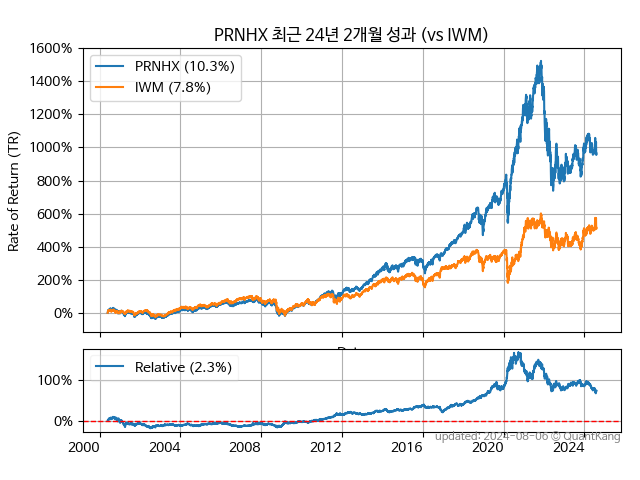 PRNHX 최근 24년 2개월 성과 (vs IWM)
1600%
1400%
1200%
1000%
800%
600%
400%
200%
0%
Rate of Return (TR)
PRNHX (10.3%)
IWM (7.8%)
100%
0%
Relative (2.3%)
2000 2004 2008 2012 2016 2020 2024
updated: 2024-08-06 © QuantKang